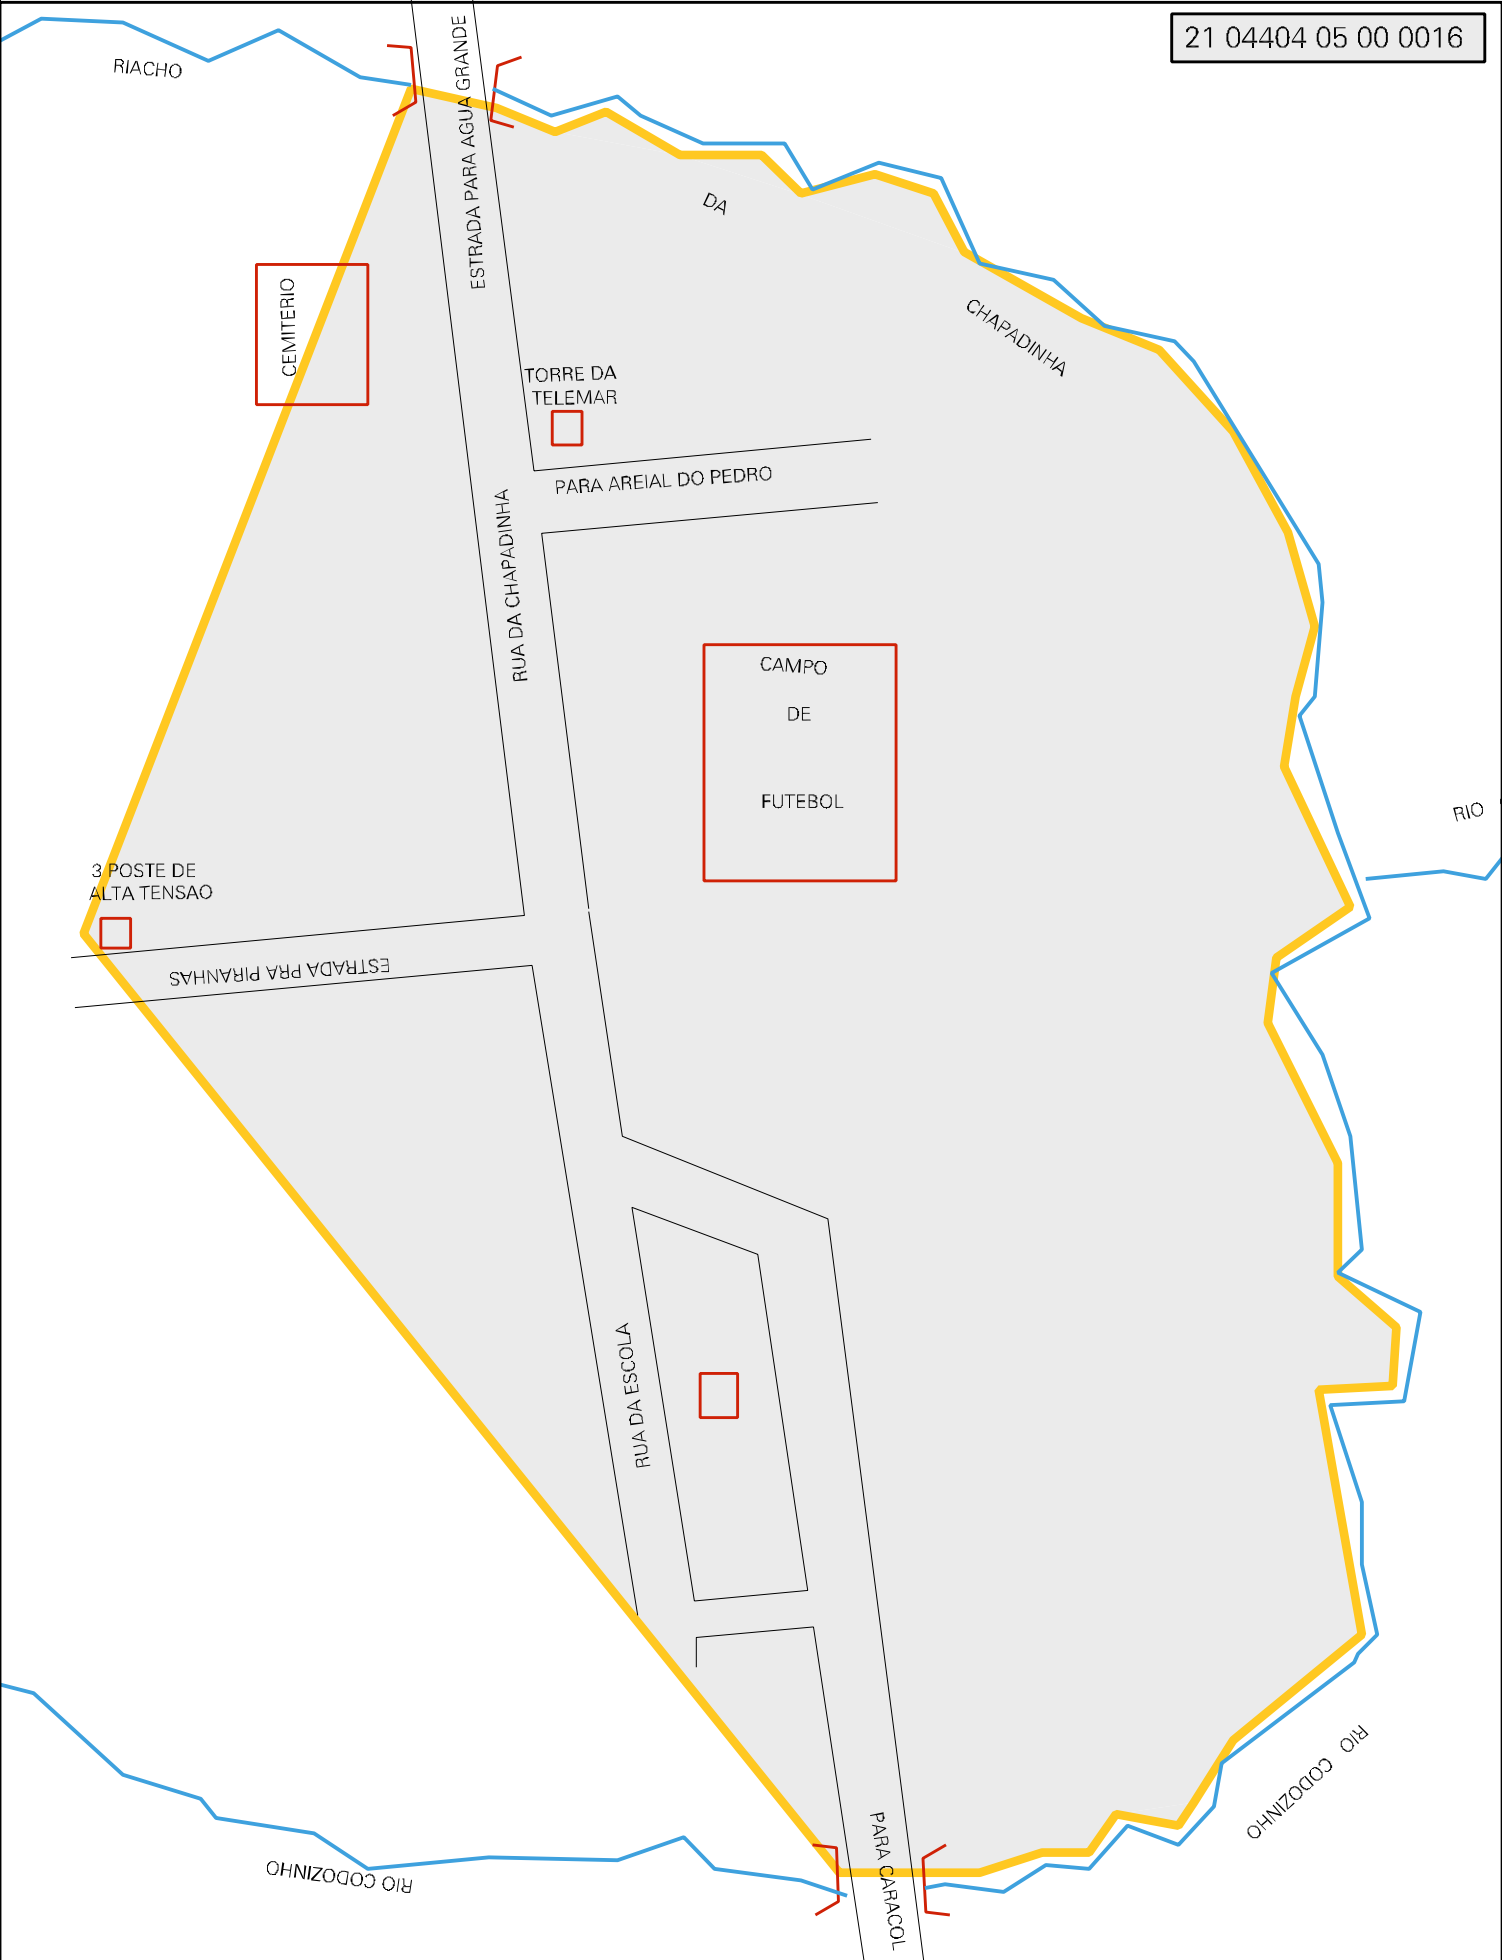 21 04404 05 00 0016
RIACHO
ESTRADA PARA AGUA GRANDE
DA
CHAPADINHA
CEMITERIO
TORRE DA
TELEMAR
PARA AREIAL DO PEDRO
RUA DA CHAPADINHA
CAMPO
DE
FUTEBOL
RIO
3 POSTE DE
ALTA TENSAO
ESTRADA PRA PIRANHAS
RUA DA ESCOLA
RIO CODOZINHO
PARA CARACOL
RIO CODOZINHO